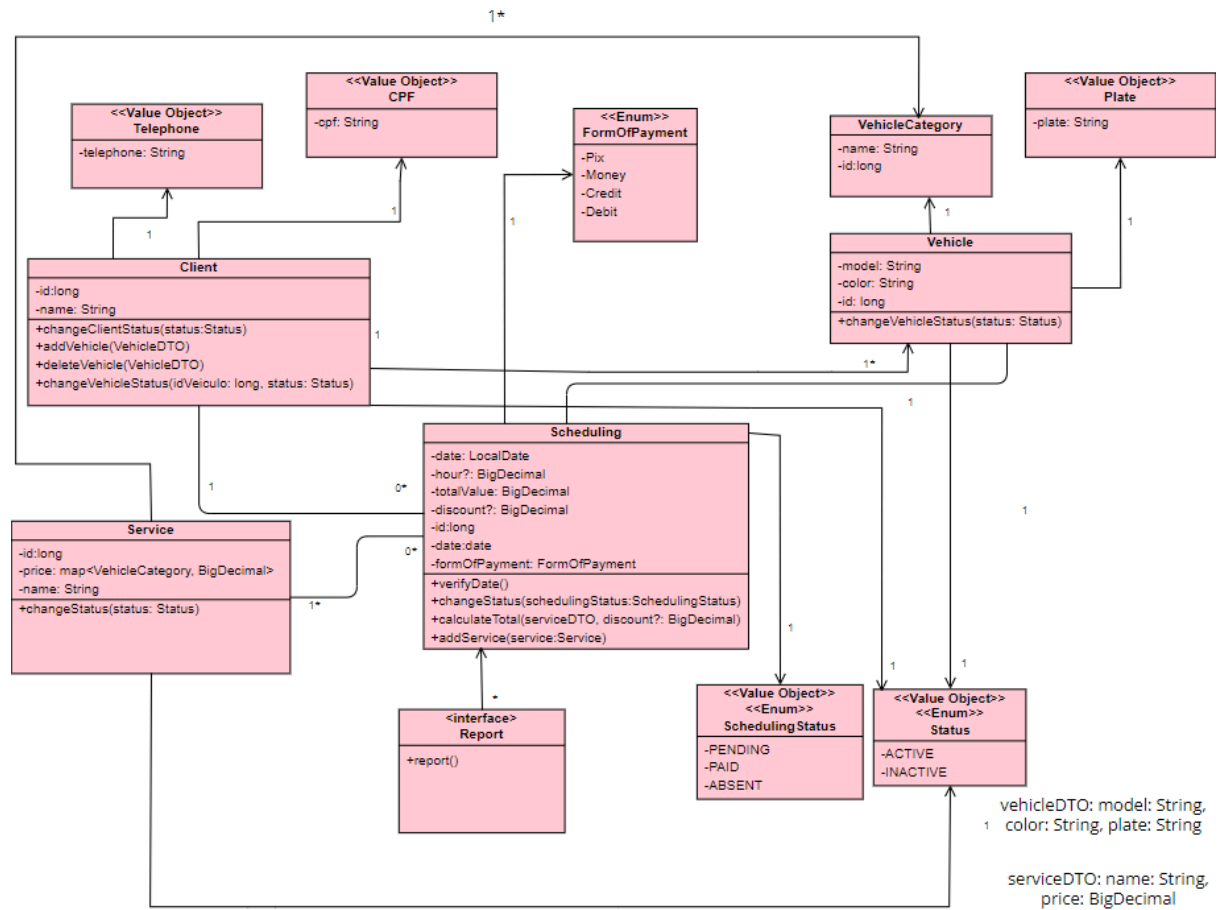 1*
<<Value Object>>
CPF
-cpf: String
<<Value Object>>
Plate
-plate: String
<<Value Object>>
Telephone
-telephone: String
<<Enum>>
FormOfPayment
-Pix
-Money
-Credit
-Debit
VehicleCategory
-name: String
-id:long
1
1
1
1
1
Vehicle
-model: String
-color: String
-id: long
+changeVehicleStatus(status: Status)
Client
-id:long
-name: String
+changeClientStatus(status:Status)
+addVehicle(VehicleDTO)
+deleteVehicle(VehicleDTO)
+changeVehicleStatus(idVeiculo: long, status: Status)
1
1*
1
Scheduling
-date: LocalDate
-hour?: BigDecimal
-totalValue: BigDecimal
-discount?: BigDecimal
-id:long
-date:date
-formOfPayment: FormOfPayment
+verifyDate()
+changeStatus(schedulingStatus:SchedulingStatus)
+calculateTotal(serviceDTO, discount?: BigDecimal)
+addService(service:Service)
1
0*
0*
1*
1
Service
-id:long
-price: map<VehicleCategory, BigDecimal>
-name: String
+changeStatus(status: Status)
1
1
1
*
<interface>
Report
+report()
<<Value Object>>
<<Enum>>
SchedulingStatus
-PENDING
-PAID
-ABSENT
<<Value Object>>
<<Enum>>
Status
-ACTIVE
-INACTIVE
vehicleDTO: model: String,
1
color: String, plate: String
serviceDTO: name: String,
price: BigDecimal